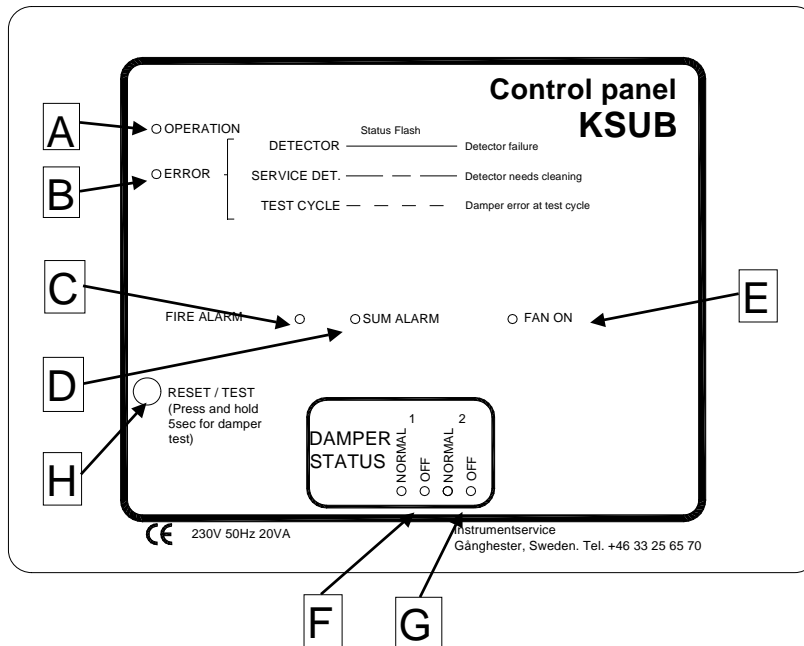 Control panel
KSUB
A
OPERATION
Status Flash
DETECTOR Detector failure
B
ERROR
SERVICE DET. Detector needs cleaning
TEST CYCLE Damper error at test cycle
C
FIRE ALARM
SUM ALARM
FAN ON
E
D
H
RESET / TEST
(Press and hold
5sec for damper
test)
DAMPER
STATUS
1
NORMAL
OFF
2
NORMAL
OFF
CE 230V 50Hz 20VA
Instrumentservice
Gånghester, Sweden. Tel. +46 33 25 65 70
F
G